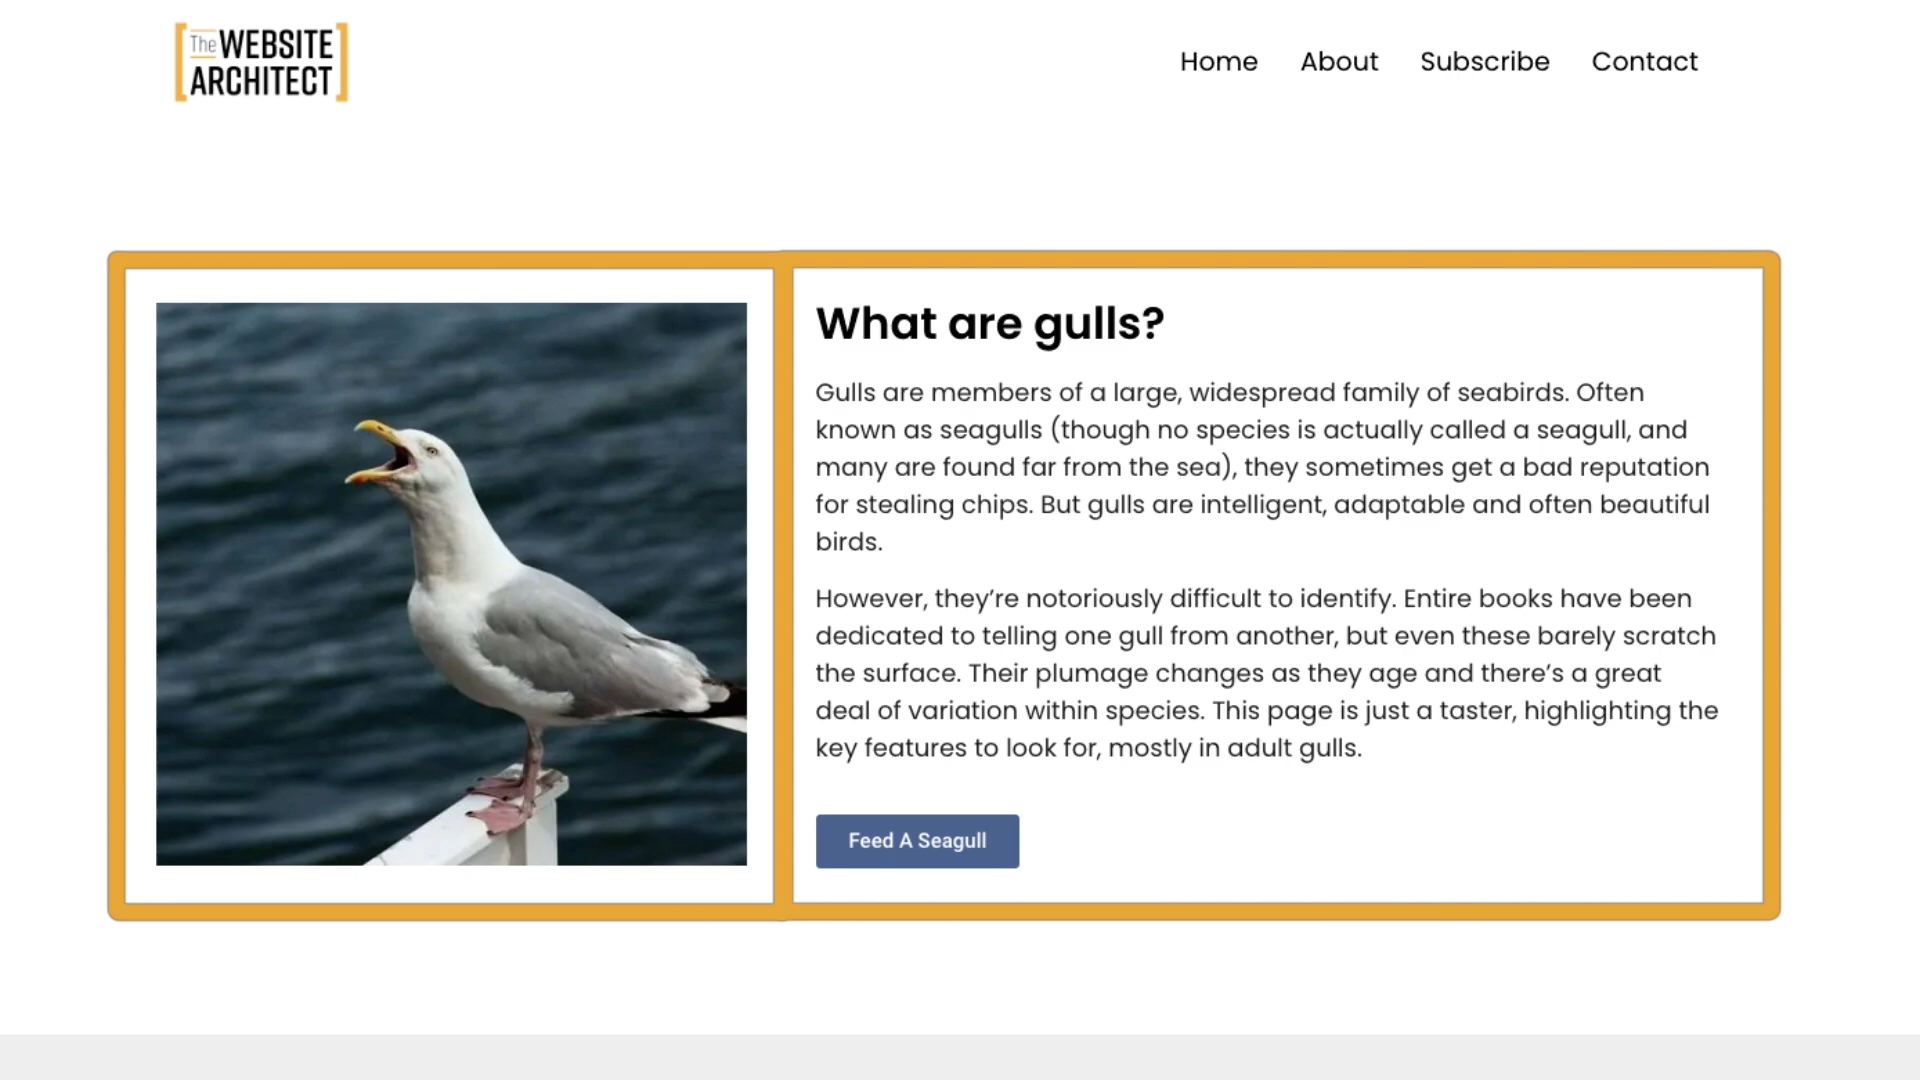 The WEBSITE
ARCHITECT
Home About Subscribe Contact
What are gulls?
Gulls are members of a large, widespread family of seabirds. Often
known as seagulls (though no species is actually called a seagull, and
many are found far from the sea), they sometimes get a bad reputation
for stealing chips. But gulls are intelligent, adaptable and often beautiful
birds.
However, they’re notoriously difficult to identify. Entire books have been
dedicated to telling one gull from another, but even these barely scratch
the surface. Their plumage changes as they age and there’s a great
deal of variation within species. This page is just a taster, highlighting the
key features to look for, mostly in adult gulls.
Feed A Seagull